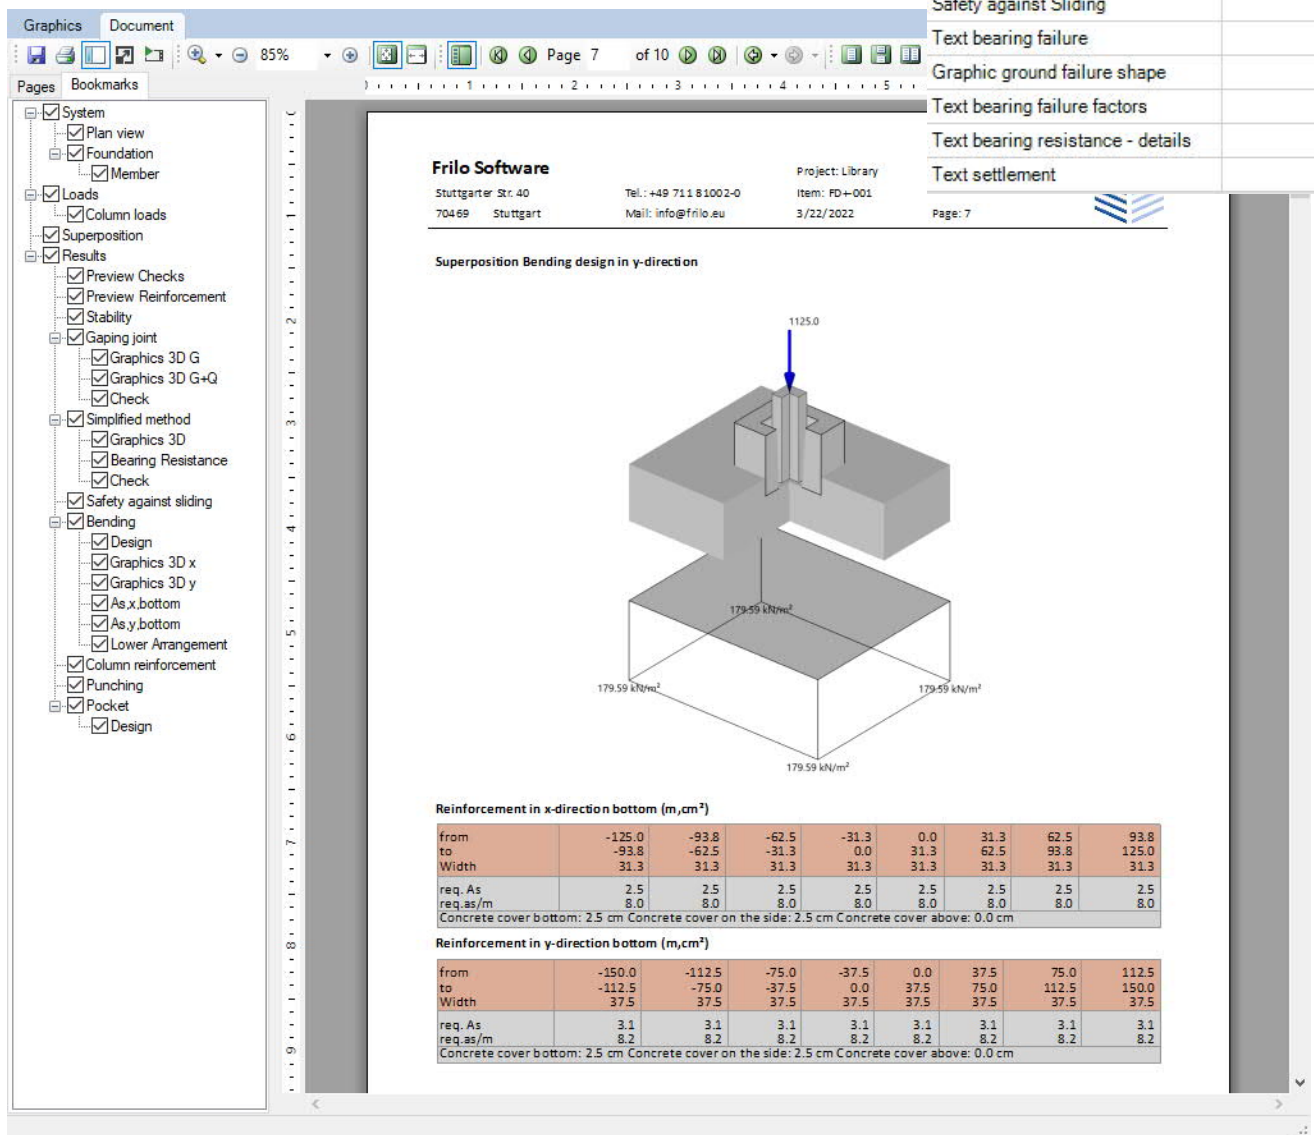 Graphics Document
85% Page 7 of 10
Pages Bookmarks
System
Plan view
Foundation
Member
Loads
Column loads
Superposition
Results
Preview Checks
Preview Reinforcement
Stability
Gaping joint
Graphics 3D G
Graphics 3D G+Q
Check
Simplified method
Graphics 3D
Bearing Resistance
Check
Safety against sliding
Bending
Design
Graphics 3D x
Graphics 3D y
As,x,bottom
As,y,bottom
Lower Arrangement
Column reinforcement
Punching
Pocket
Design
1 2 3 4 5
2
3
4
5
6
7
8
9
Safety against Sliding
Text bearing failure
Graphic ground failure shape
Text bearing failure factors
Text bearing resistance - details
Text settlement
Frilo Software Project: Library
Stuttgarter Str. 40 Tel.: +49 711 81002-0 Item: FD+-001
70469 Stuttgart Mail: info@frilo.eu 3/22/2022 Page: 7
Superposition Bending design in y-direction
1125.0
179.59 kN/m²
179.59 kN/m² 179.59 kN/m²
179.59 kN/m²
Reinforcement in x-direction bottom (m,cm²)
from -125.0 -93.8 -62.5 -31.3 0.0 31.3 62.5 93.8
to -93.8 -62.5 -31.3 0.0 31.3 62.5 93.8 125.0
Width 31.3 31.3 31.3 31.3 31.3 31.3 31.3 31.3
req. As 2.5 2.5 2.5 2.5 2.5 2.5 2.5 2.5
req.as/m 8.0 8.0 8.0 8.0 8.0 8.0 8.0 8.0
Concrete cover bottom: 2.5 cm Concrete cover on the side: 2.5 cm Concrete cover above: 0.0 cm
Reinforcement in y-direction bottom (m,cm²)
from -150.0 -112.5 -75.0 -37.5 0.0 37.5 75.0 112.5
to -112.5 -75.0 -37.5 0.0 37.5 75.0 112.5 150.0
Width 37.5 37.5 37.5 37.5 37.5 37.5 37.5 37.5
req. As 3.1 3.1 3.1 3.1 3.1 3.1 3.1 3.1
req.as/m 8.2 8.2 8.2 8.2 8.2 8.2 8.2 8.2
Concrete cover bottom: 2.5 cm Concrete cover on the side: 2.5 cm Concrete cover above: 0.0 cm